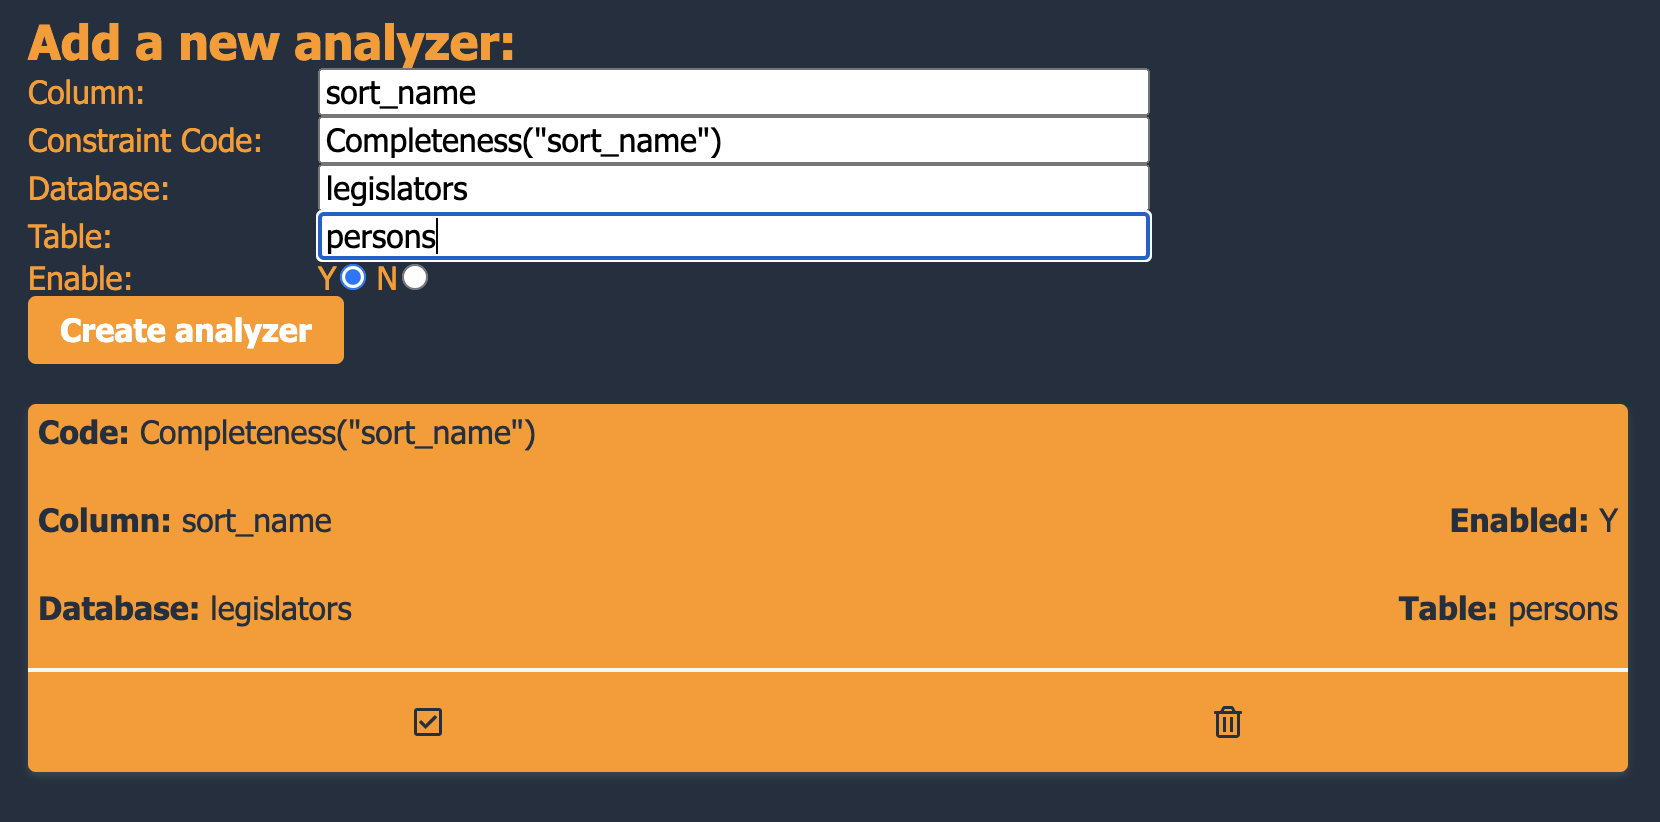 Add a new analyzer:
Column: sort_name
Constraint Code: Completeness("sort_name")
Database: legislators
Table: persons
Enable: Y N
Create analyzer
Code: Completeness("sort_name")
Column: sort_name Enabled: Y
Database: legislators Table: persons